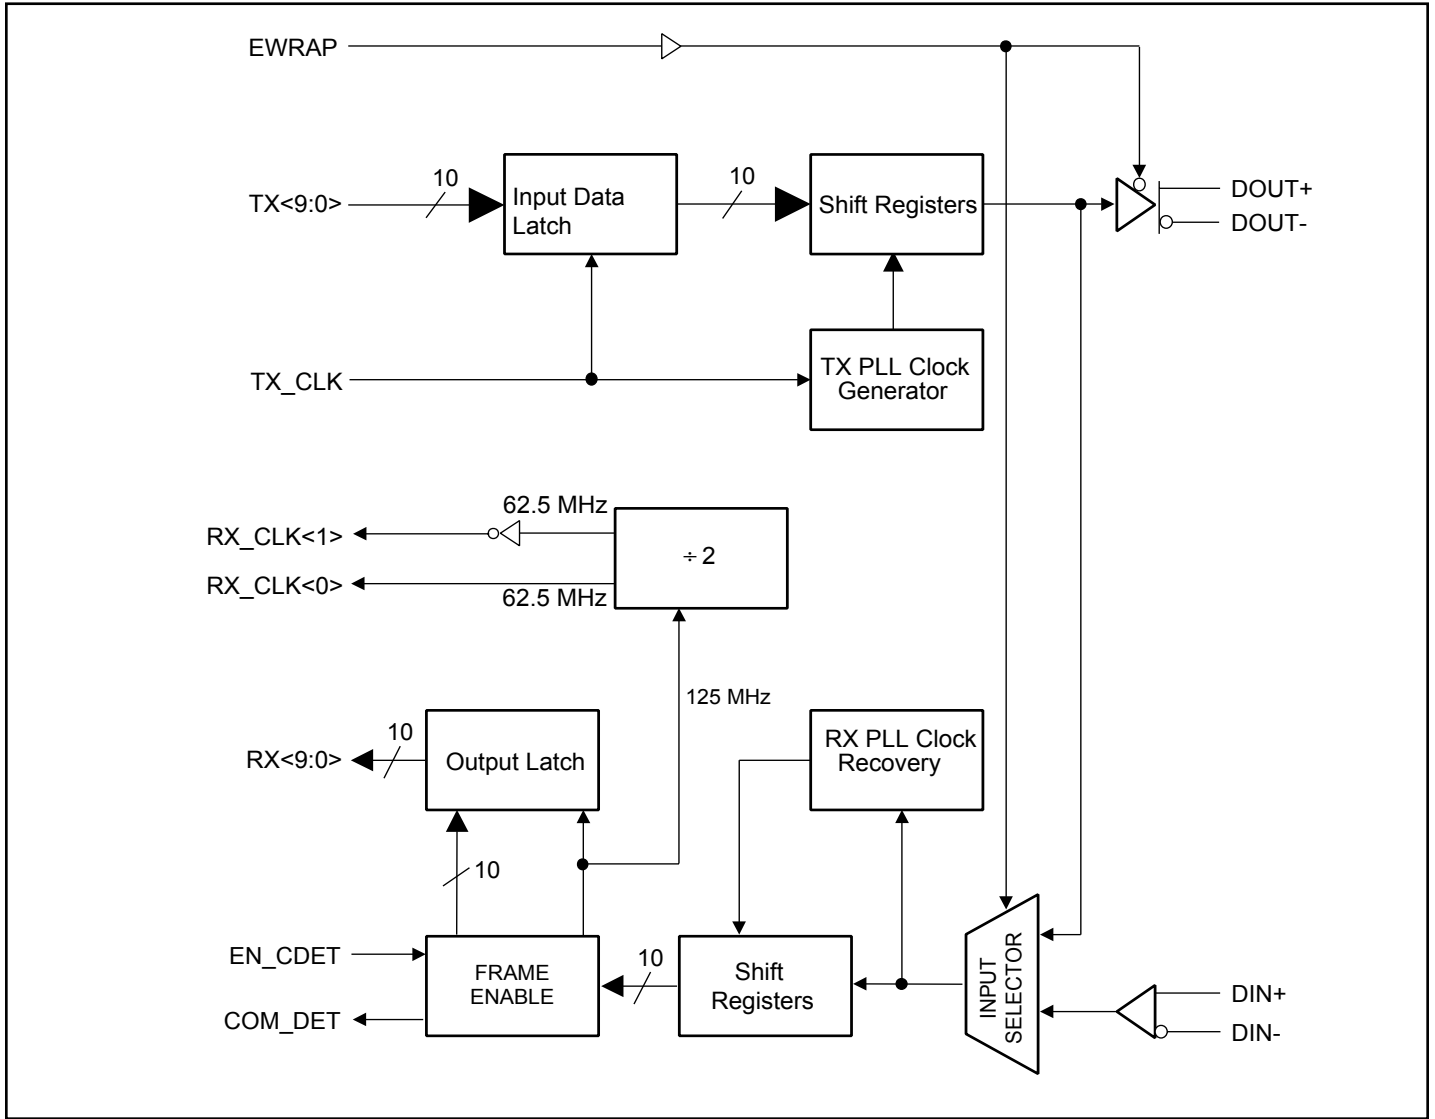 EWRAP
TX<9:0>
10
Input Data
Latch
10
Shift Registers
DOUT+
DOUT-
TX_CLK
TX PLL Clock
Generator
RX_CLK<1>
62.5 MHz
÷ 2
RX_CLK<0>
62.5 MHz
125 MHz
RX<9:0>
10
Output Latch
RX PLL Clock
Recovery
10
EN_CDET
COM_DET
FRAME
ENABLE
10
Shift
Registers
INPUT
SELECTOR
DIN+
DIN-